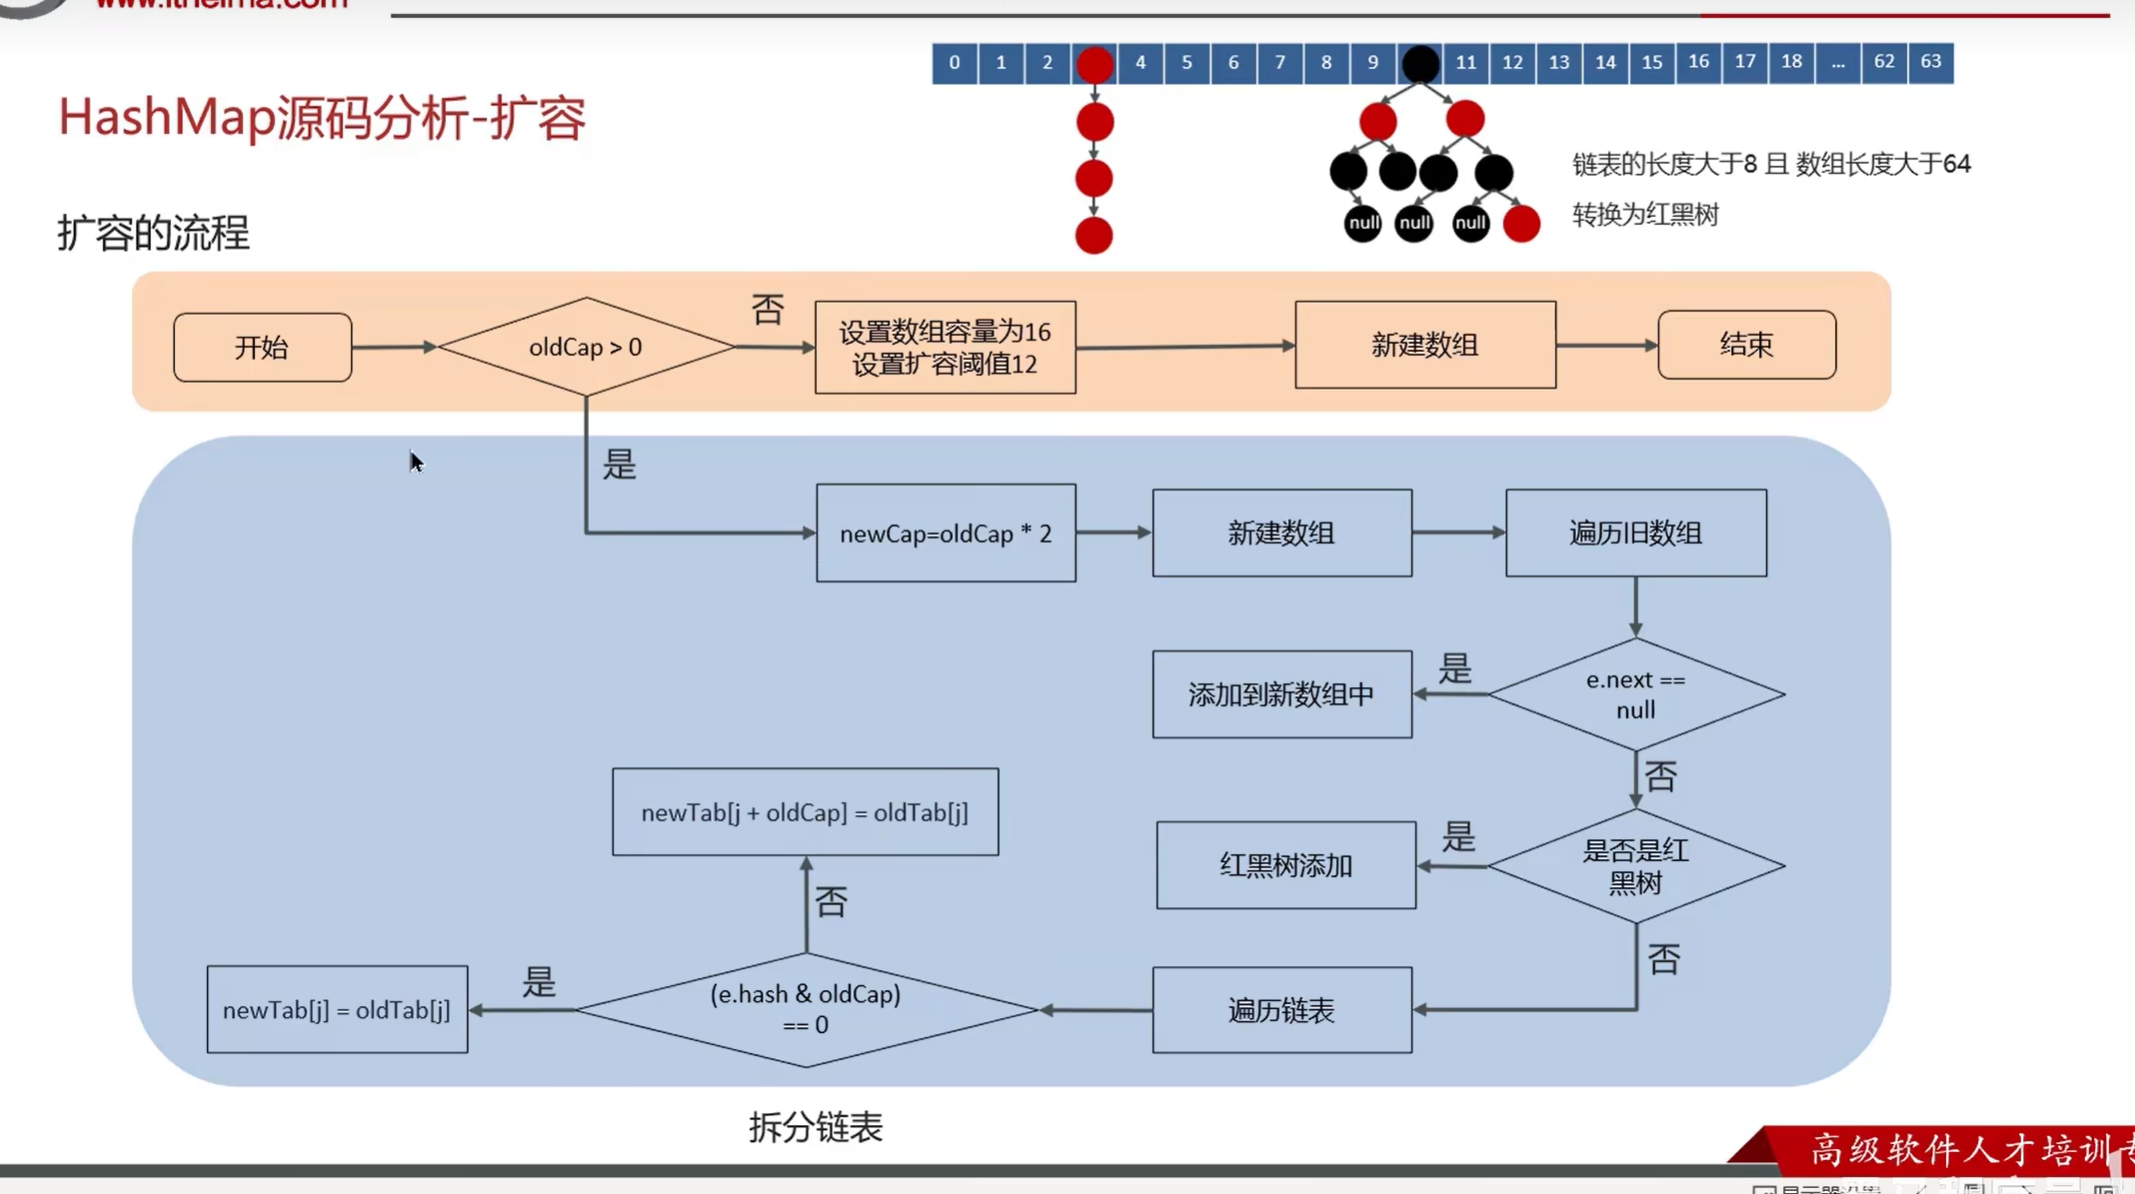 www.itheima.com
0 1 2 4 5 6 7 8 9 11 12 13 14 15 16 17 18 ... 62 63
HashMap源码分析-扩容
链表的长度大于8 且 数组长度大于64
转换为红黑树
null null null
扩容的流程
开始
oldCap > 0
否
设置数组容量为16
设置扩容阈值12
新建数组
结束
是
newCap=oldCap * 2
新建数组
遍历旧数组
e.next ==
null
是
添加到新数组中
否
是否是红
黑树
是
红黑树添加
否
遍历链表
(e.hash & oldCap)
== 0
否
newTab[j + oldCap] = oldTab[j]
是
newTab[j] = oldTab[j]
拆分链表
高级软件人才培训